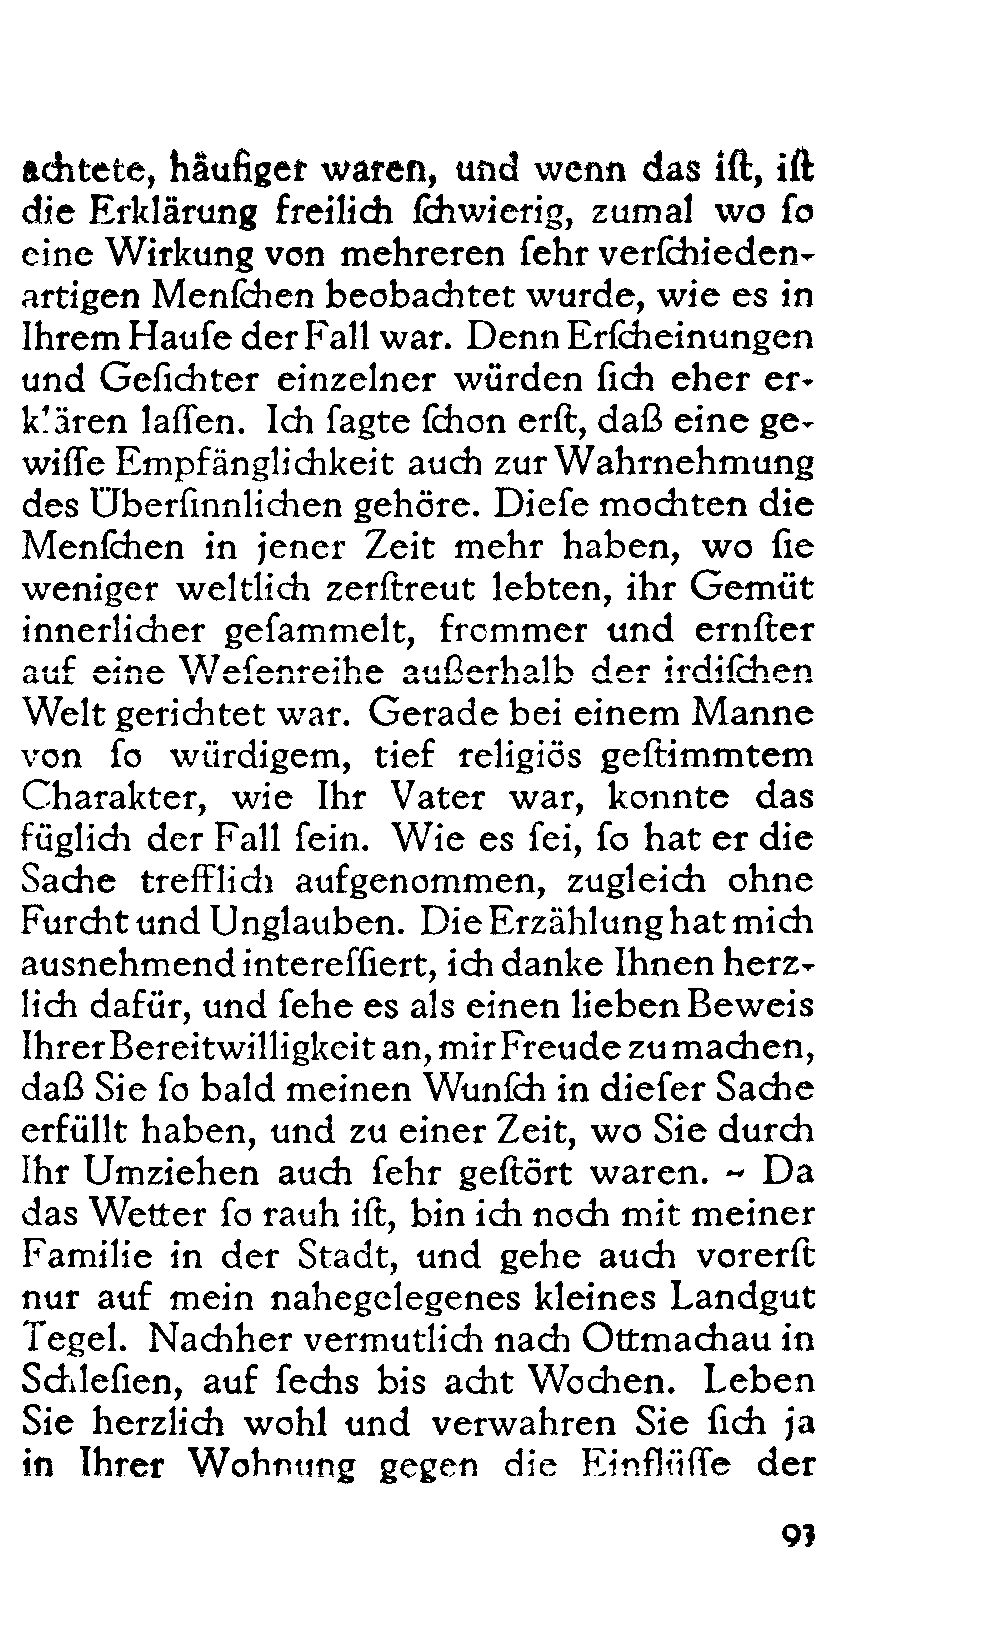 achtete, häufiger waren, und wenn das iſt, iſt
die Erklärung freilich ſchwierig, zumal wo ſo
eine Wirkung von mehreren ſehr verſchieden-
artigen Menſchen beobachtet wurde, wie es in
Ihrem Hauſe der Fall war. Denn Erſcheinungen
und Geſichter einzelner würden ſich eher er-
klären laſſen. Ich ſagte ſchon erſt, daß eine ge-
wiſſe Empfänglichkeit auch zur Wahrnehmung
des Überſinnlichen gehöre. Dieſe mochten die
Menſchen in jener Zeit mehr haben, wo ſie
weniger weltlich zerſtreut lebten, ihr Gemüt
innerlicher geſammelt, frommer und ernſter
auf eine Weſenreihe außerhalb der irdiſchen
Welt gerichtet war. Gerade bei einem Manne
von ſo würdigem, tief religiös geſtimmtem
Charakter, wie Ihr Vater war, konnte das
füglich der Fall ſein. Wie es ſei, ſo hat er die
Sache trefflich aufgenommen, zugleich ohne
Furcht und Unglauben. Die Erzählung hat mich
ausnehmend intereſſiert, ich danke Ihnen herz-
lich dafür, und ſehe es als einen lieben Beweis
Ihrer Bereitwilligkeit an, mir Freude zu machen,
daß Sie ſo bald meinen Wunſch in dieſer Sache
erfüllt haben, und zu einer Zeit, wo Sie durch
Ihr Umziehen auch ſehr geſtört waren. ~ Da
das Wetter ſo rauh iſt, bin ich noch mit meiner
Familie in der Stadt, und gehe auch vorerſt
nur auf mein nahegelegenes kleines Landgut
Tegel. Nachher vermutlich nach Ottmachau in
Schleſien, auf ſechs bis acht Wochen. Leben
Sie herzlich wohl und verwahren Sie ſich ja
in Ihrer Wohnung gegen die Einflüſſe der
93